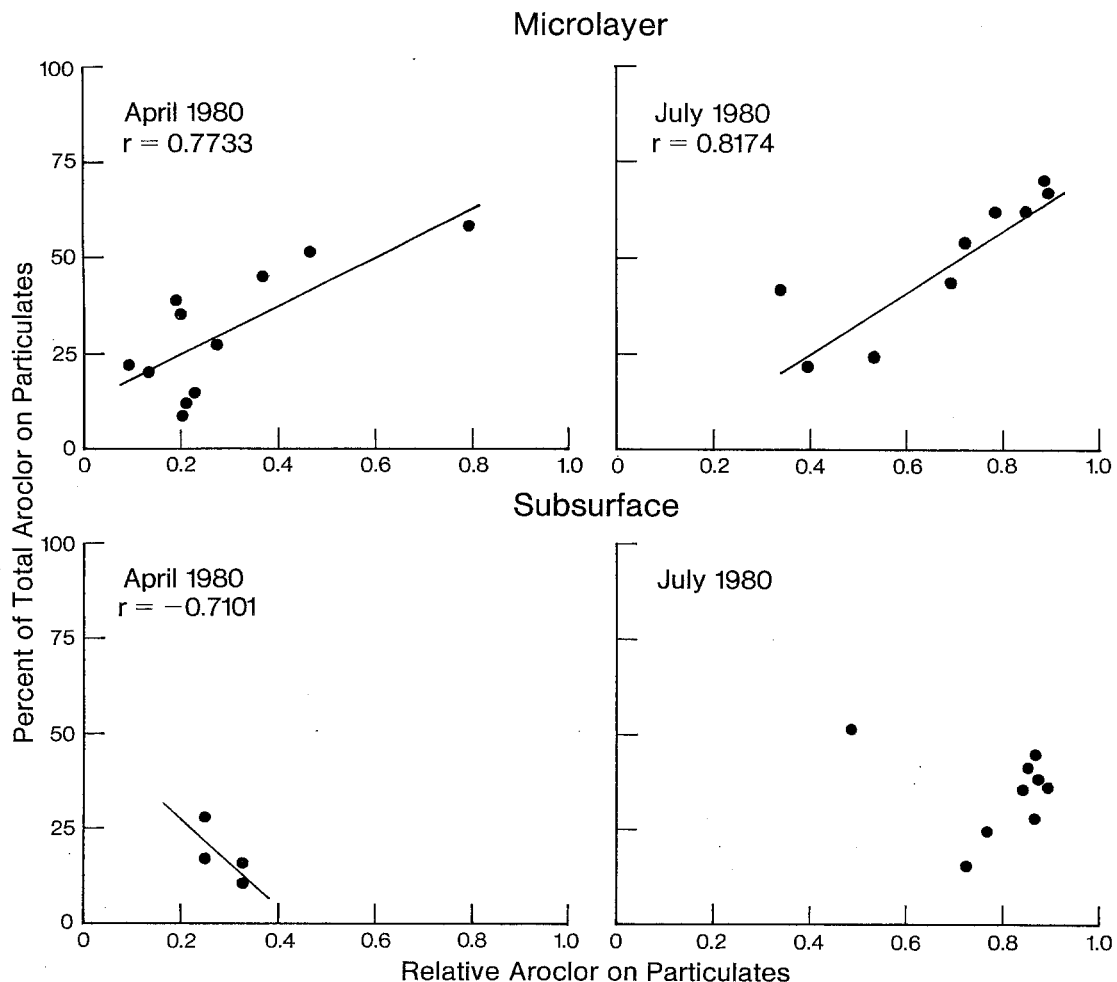 Microlayer
100
75
50
25
0
April 1980
r = 0.7733
0 0.2 0.4 0.6 0.8 1.0
July 1980
r = 0.8174
0 0.2 0.4 0.6 0.8 1.0
Subsurface
100
75
50
25
0
April 1980
r = −0.7101
0 0.2 0.4 0.6 0.8 1.0
July 1980
0 0.2 0.4 0.6 0.8 1.0
Percent of Total Aroclor on Particulates
Relative Aroclor on Particulates